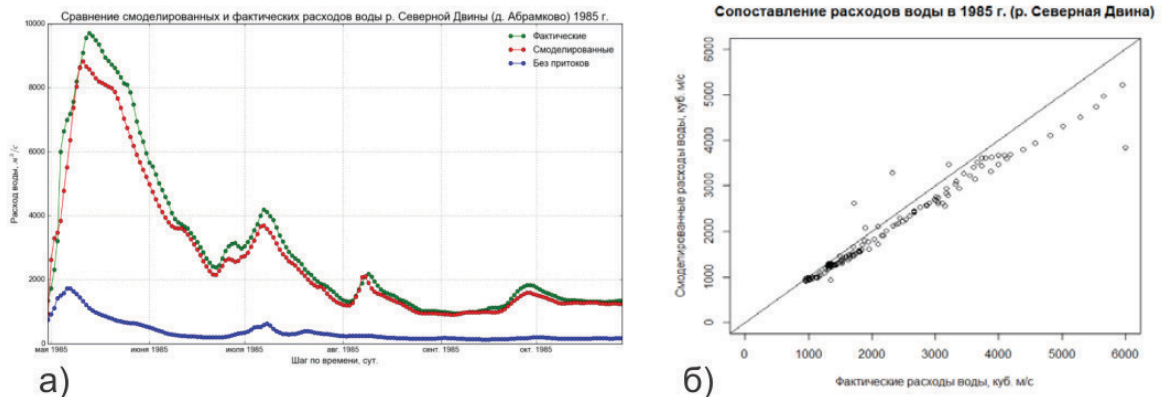 Сравнение смоделированных и фактических расходов воды р. Северной Двины (д. Абрамково) 1985 г.
Фактические
Смоделированные
Без притоков
10000
8000
6000
4000
2000
0
Расход воды, м³/с
май 1985
июнь 1985
июль 1985
авг. 1985
сент. 1985
окт. 1985
Шаг по времени, сут.
а)
Сопоставление расходов воды в 1985 г. (р. Северная Двина)
6000
5000
4000
3000
2000
1000
0
Смоделированные расходы воды, куб. м/с
0
1000
2000
3000
4000
5000
6000
Фактические расходы воды, куб. м/с
б)